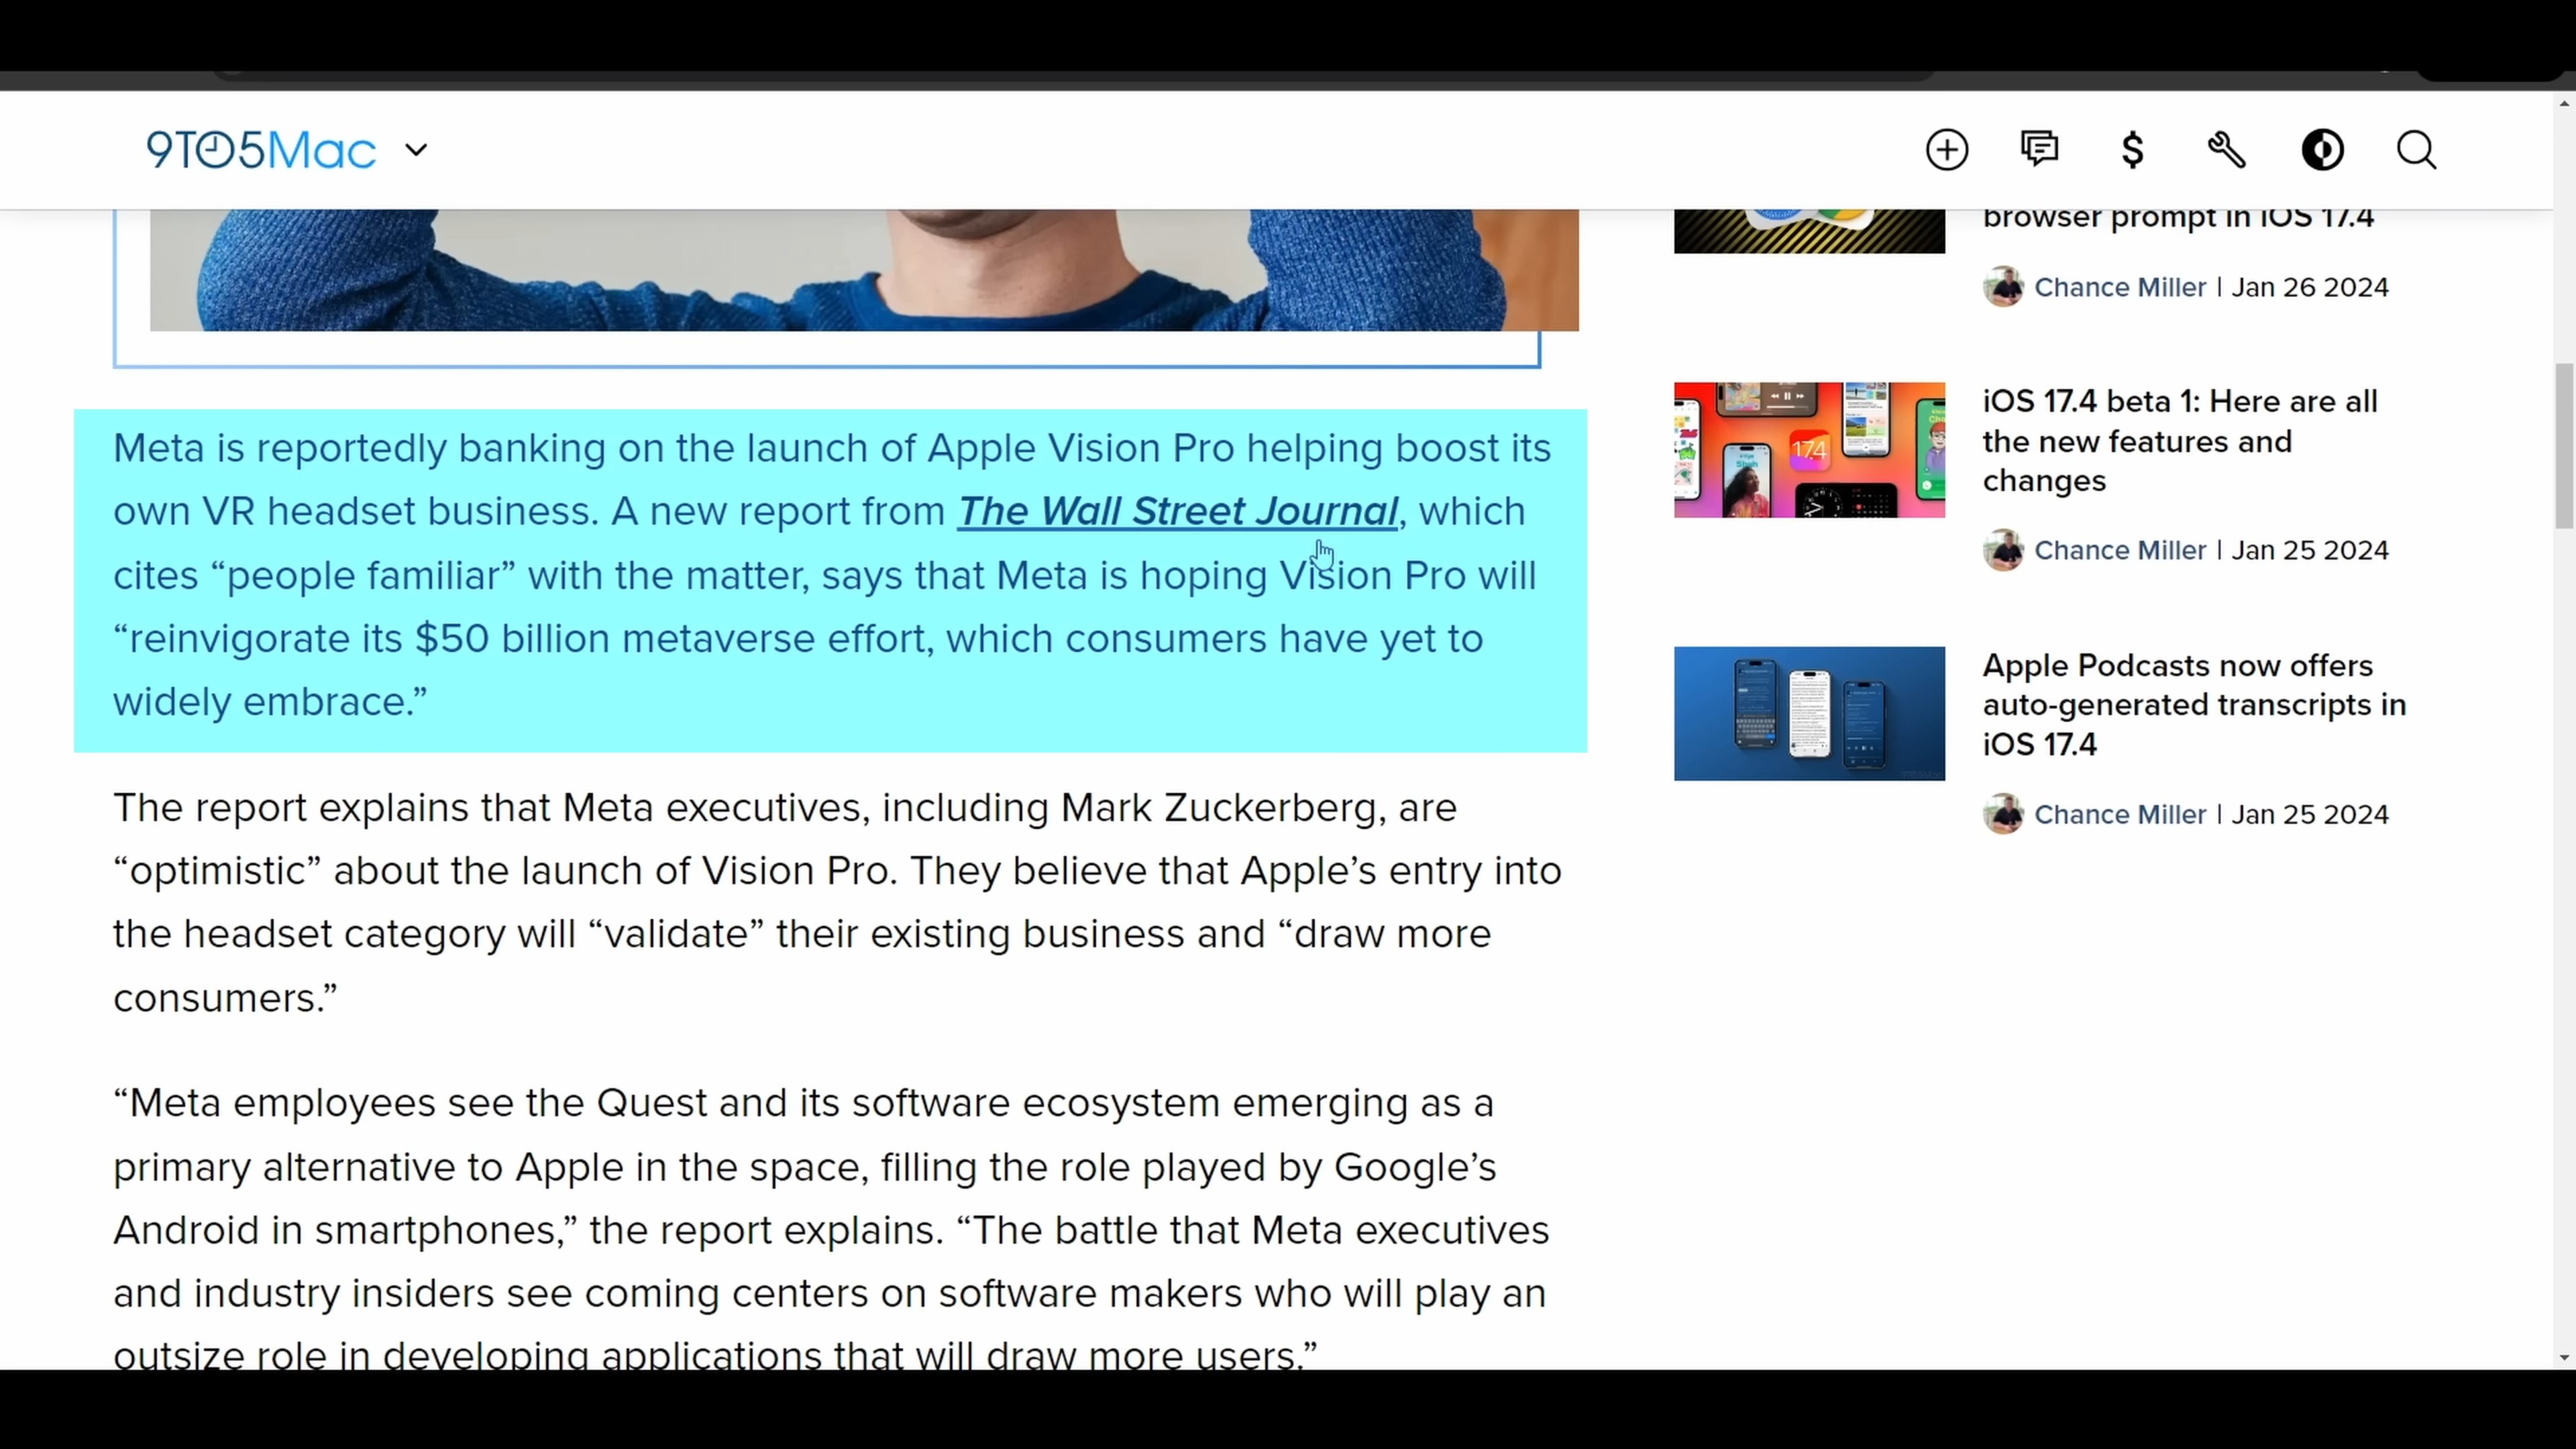 9TO5Mac
browser prompt in iOS 17.4
Chance Miller | Jan 26 2024
iOS 17.4 beta 1: Here are all
the new features and
changes
Chance Miller | Jan 25 2024
Apple Podcasts now offers
auto-generated transcripts in
iOS 17.4
Chance Miller | Jan 25 2024
Meta is reportedly banking on the launch of Apple Vision Pro helping boost its
own VR headset business. A new report from The Wall Street Journal, which
cites “people familiar” with the matter, says that Meta is hoping Vision Pro will
“reinvigorate its $50 billion metaverse effort, which consumers have yet to
widely embrace.”
The report explains that Meta executives, including Mark Zuckerberg, are
“optimistic” about the launch of Vision Pro. They believe that Apple’s entry into
the headset category will “validate” their existing business and “draw more
consumers.”
“Meta employees see the Quest and its software ecosystem emerging as a
primary alternative to Apple in the space, filling the role played by Google’s
Android in smartphones,” the report explains. “The battle that Meta executives
and industry insiders see coming centers on software makers who will play an
outsize role in developing applications that will draw more users.”
17.4